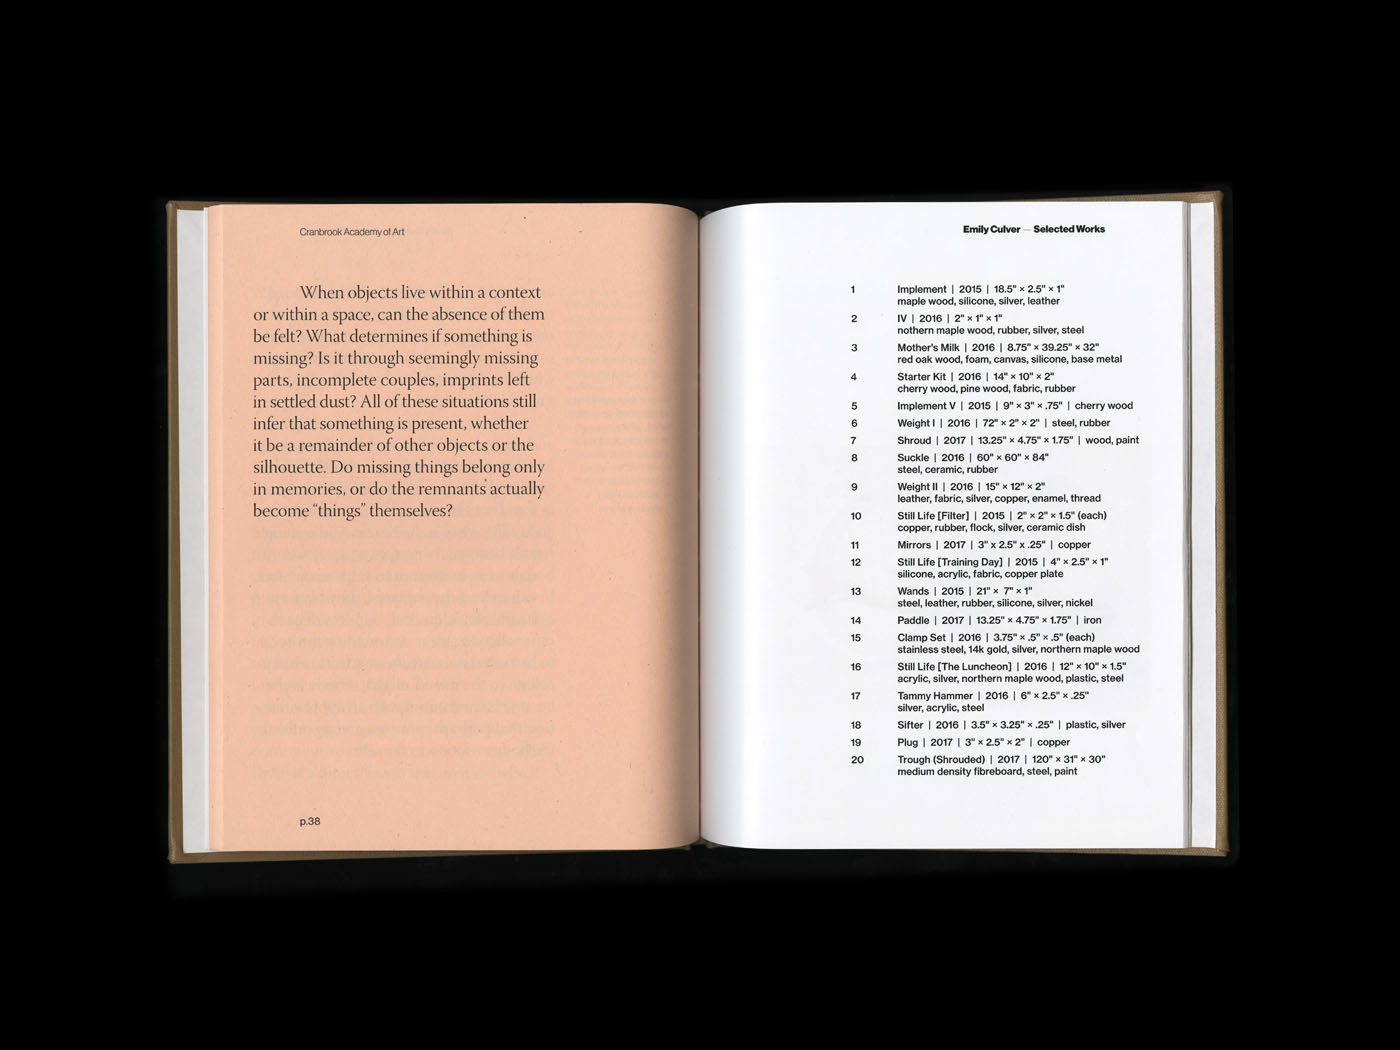 Cranbrook Academy of Art
When objects live within a context
or within a space, can the absence of them
be felt? What determines if something is
missing? Is it through seemingly missing
parts, incomplete couples, imprints left
in settled dust? All of these situations still
infer that something is present, whether
it be a remainder of other objects or the
silhouette. Do missing things belong only
in memories, or do the remnants actually
become “things” themselves?
p.38
Emily Culver — Selected Works
1 Implement | 2015 | 18.5" × 2.5" × 1"
maple wood, silicone, silver, leather
2 IV | 2016 | 2" × 1" × 1"
nothern maple wood, rubber, silver, steel
3 Mother's Milk | 2016 | 8.75" × 39.25" × 32"
red oak wood, foam, canvas, silicone, base metal
4 Starter Kit | 2016 | 14" × 10" × 2"
cherry wood, pine wood, fabric, rubber
5 Implement V | 2015 | 9" × 3" × .75" | cherry wood
6 Weight I | 2016 | 72" × 2" × 2" | steel, rubber
7 Shroud | 2017 | 13.25" × 4.75" × 1.75" | wood, paint
8 Suckle | 2016 | 60" × 60" × 84"
steel, ceramic, rubber
9 Weight II | 2016 | 15" × 12" × 2"
leather, fabric, silver, copper, enamel, thread
10 Still Life [Filter] | 2015 | 2" × 2" × 1.5" (each)
copper, rubber, flock, silver, ceramic dish
11 Mirrors | 2017 | 3" x 2.5" x .25" | copper
12 Still Life [Training Day] | 2015 | 4" × 2.5" × 1"
silicone, acrylic, fabric, copper plate
13 Wands | 2015 | 21" × 7" × 1"
steel, leather, rubber, silicone, silver, nickel
14 Paddle | 2017 | 13.25" × 4.75" × 1.75" | iron
15 Clamp Set | 2016 | 3.75" × .5" × .5" (each)
stainless steel, 14k gold, silver, northern maple wood
16 Still Life [The Luncheon] | 2016 | 12" × 10" × 1.5"
acrylic, silver, northern maple wood, plastic, steel
17 Tammy Hammer | 2016 | 6" × 2.5" × .25"
silver, acrylic, steel
18 Sifter | 2016 | 3.5" × 3.25" × .25" | plastic, silver
19 Plug | 2017 | 3" × 2.5" × 2" | copper
20 Trough (Shrouded) | 2017 | 120" × 31" × 30"
medium density fibreboard, steel, paint